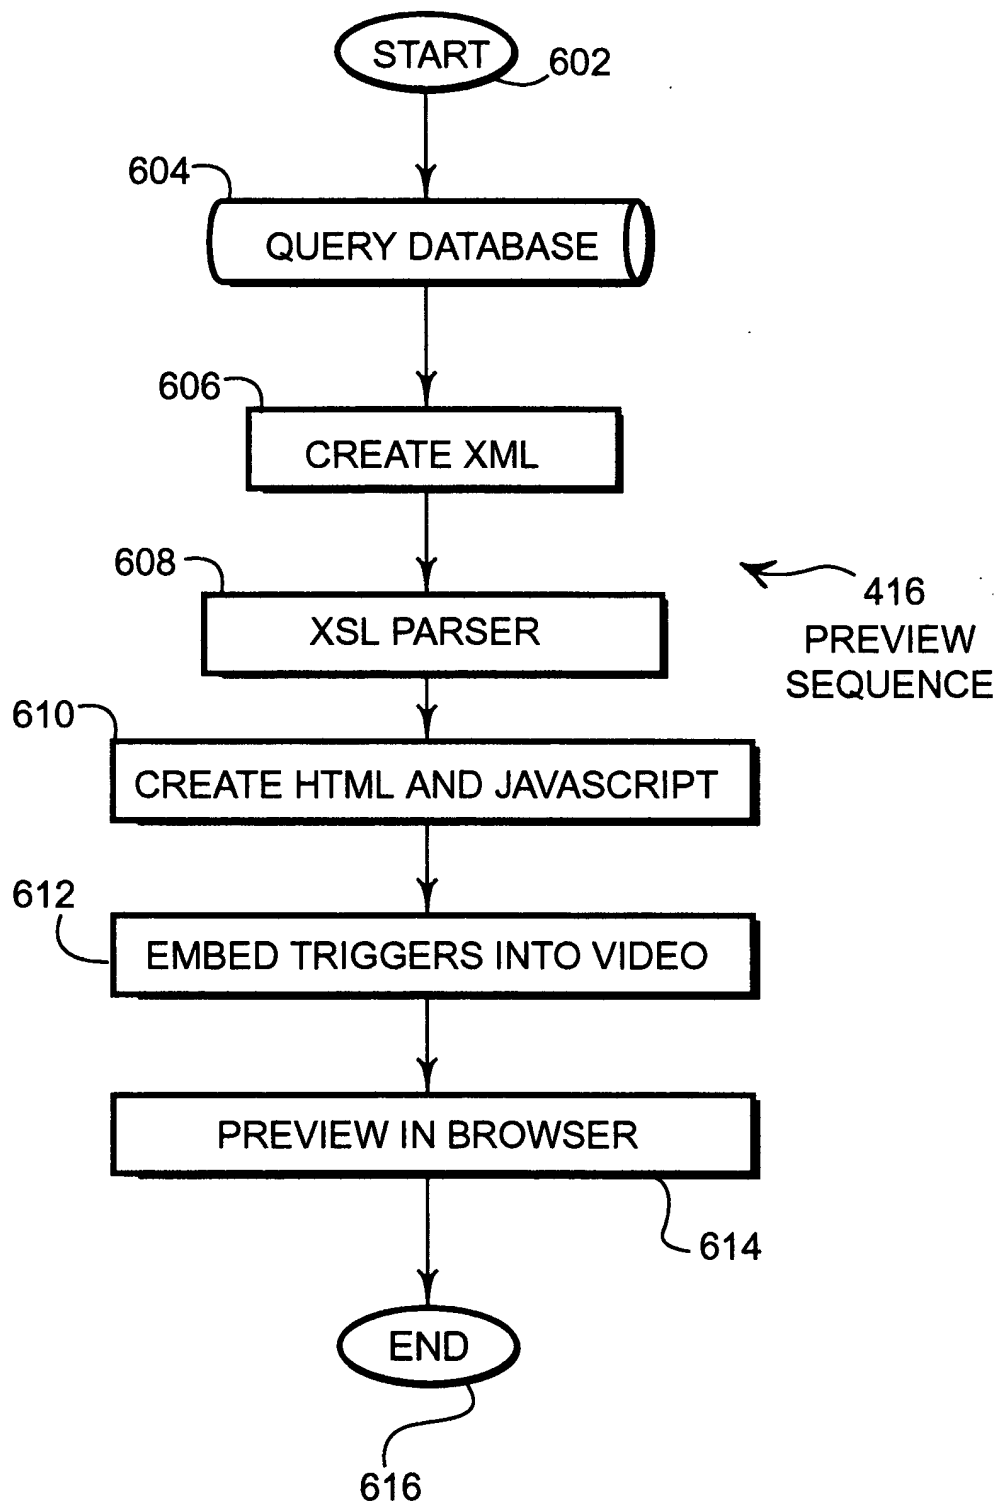 START
602
604
QUERY DATABASE
606
CREATE XML
608
XSL PARSER
416
PREVIEW
SEQUENCE
610
CREATE HTML AND JAVASCRIPT
612
EMBED TRIGGERS INTO VIDEO
PREVIEW IN BROWSER
614
END
616